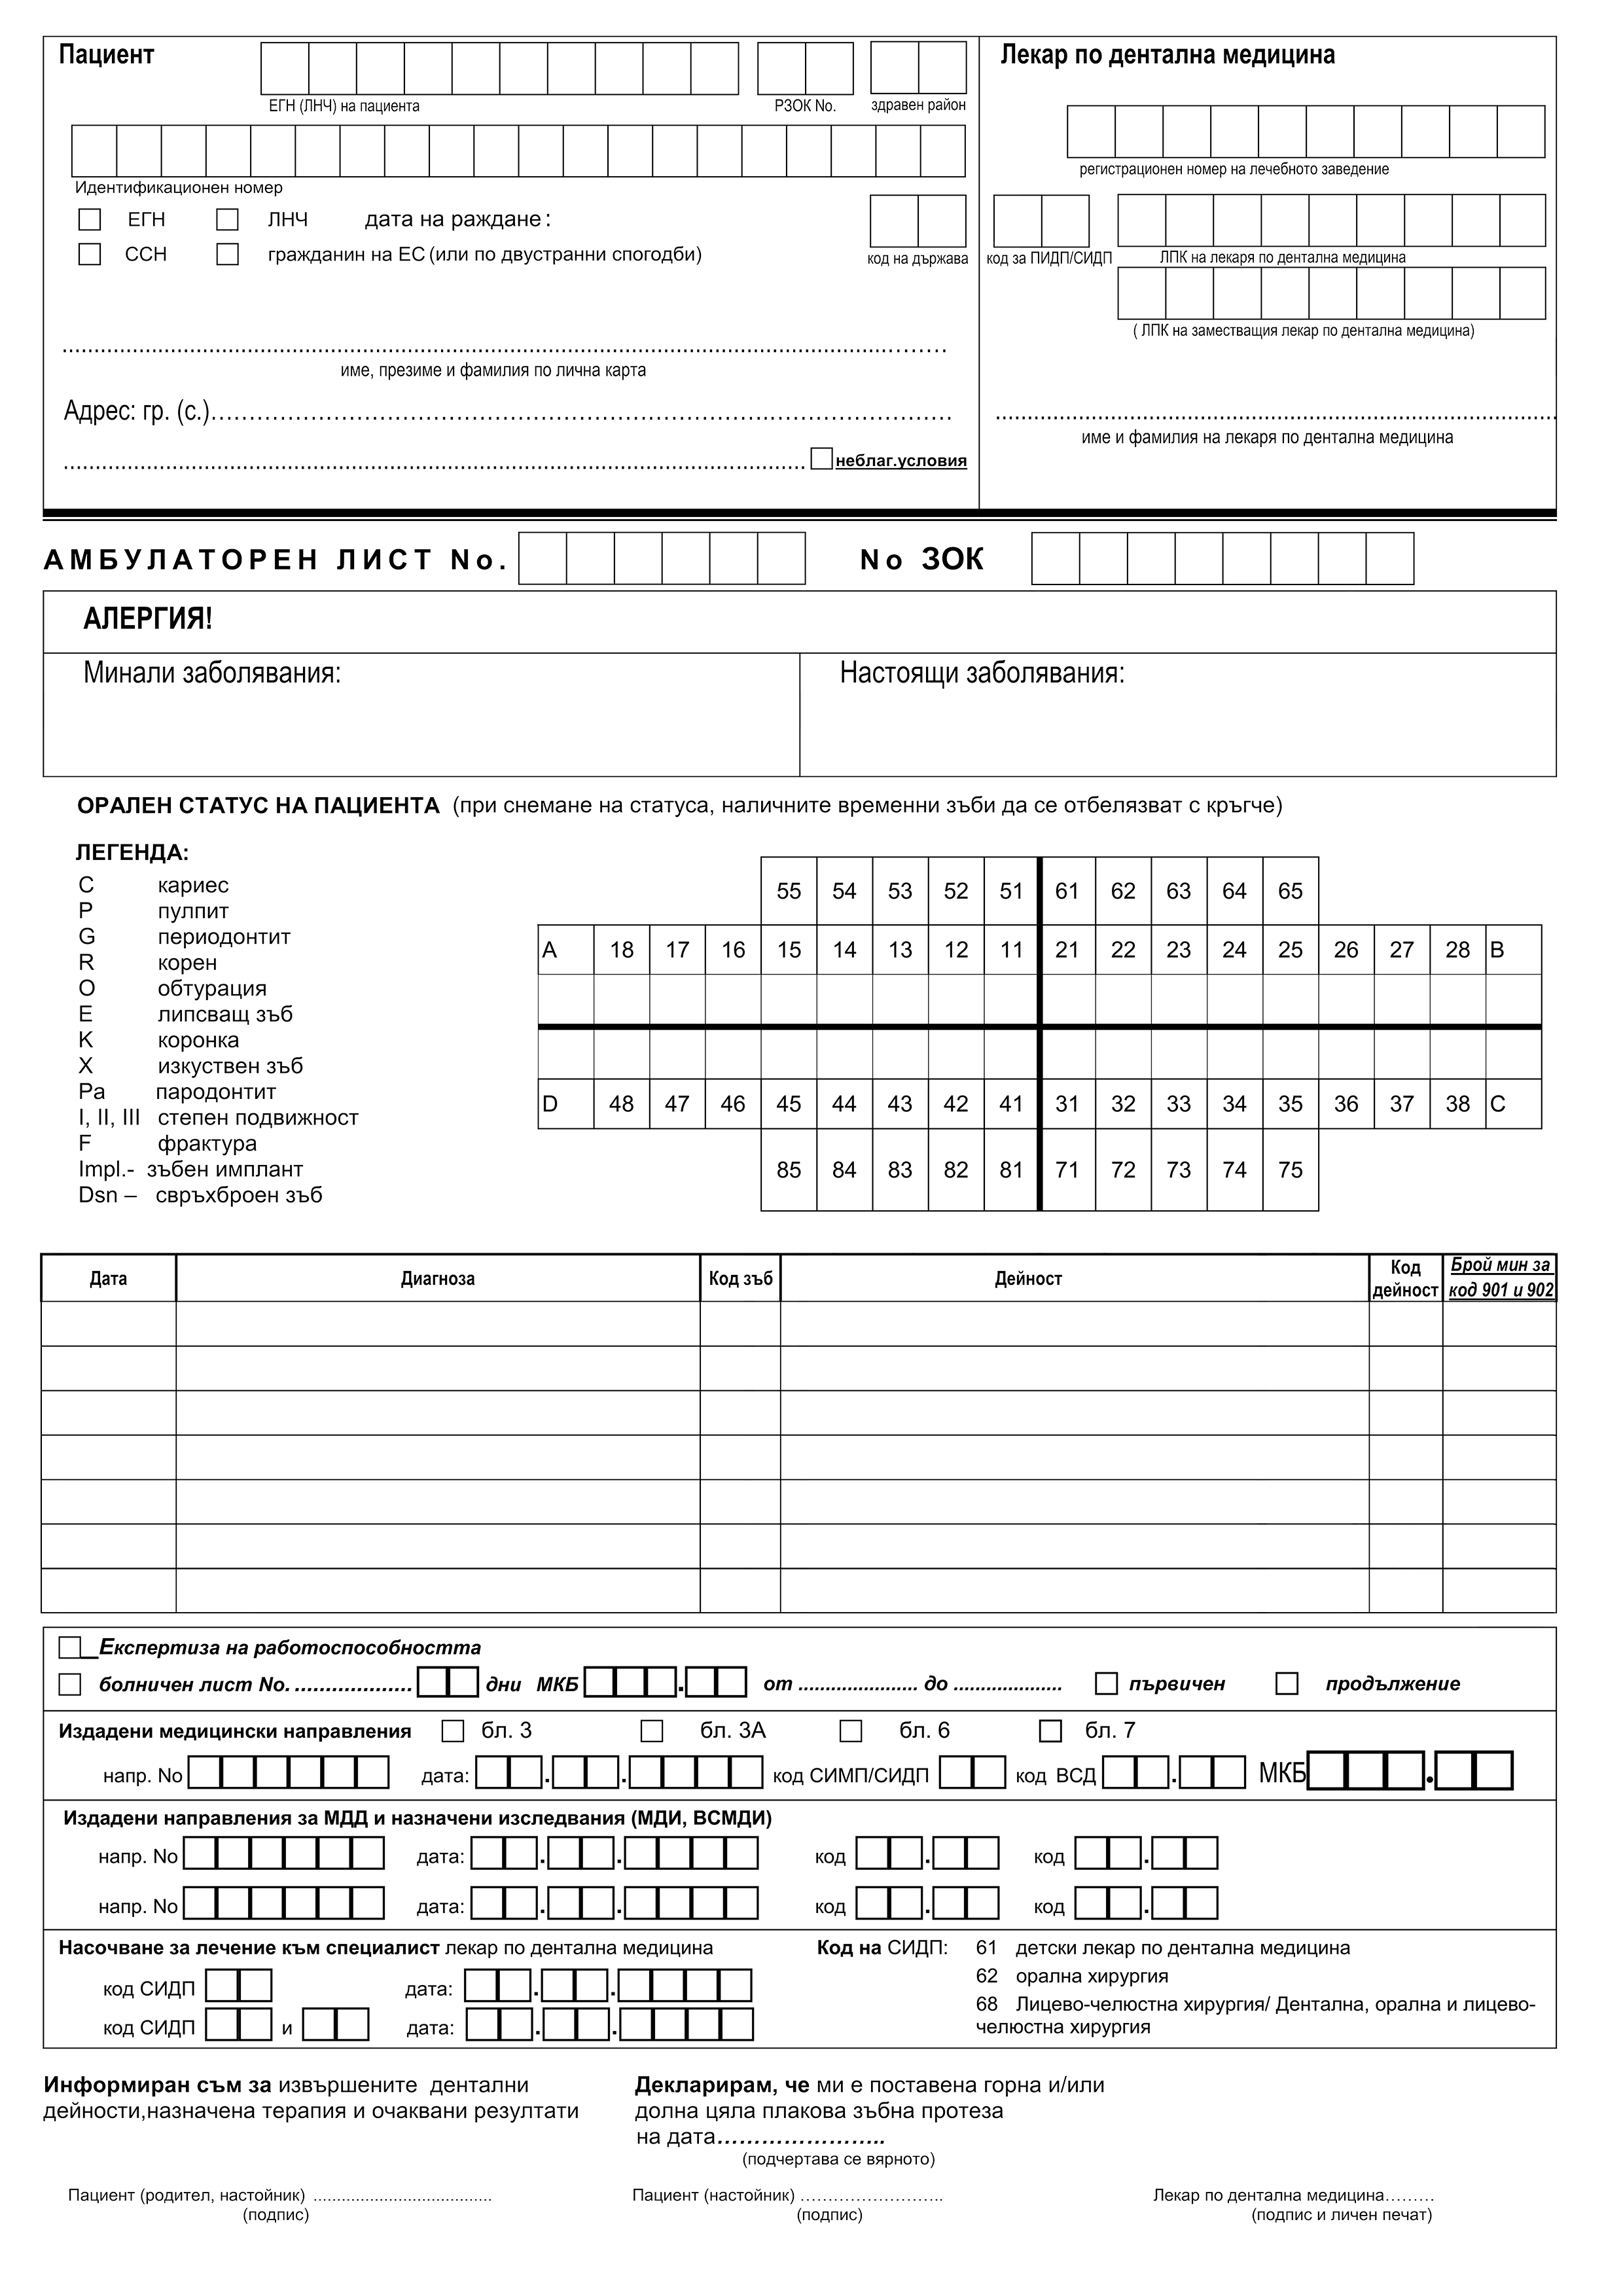 Пациент
ЕГН (ЛНЧ) на пациента
РЗОК No.
здравен район
Идентификационен номер
ЕГН ЛНЧ дата на раждане :
ССН гражданин на ЕС (или по двустранни спогодби)
код на държава
..........................................................................
име, презиме и фамилия по лична карта
Адрес: гр. (с.)..........................................................
.......................................................................... неблаг.условия
Лекар по дентална медицина
регистрационен номер на лечебното заведение
код за ПИДП/СИДП ЛПК на лекаря по дентална медицина
( ЛПК на заместващия лекар по дентална медицина)
..........................................................................
име и фамилия на лекаря по дентална медицина
АМБУЛАТОРЕН ЛИСТ No. No ЗОК
АЛЕРГИЯ!
Минали заболявания: Настоящи заболявания:
ОРАЛЕН СТАТУС НА ПАЦИЕНТА (при снемане на статуса, наличните временни зъби да се отбелязват с кръгче)
ЛЕГЕНДА:
C кариес
P пулпит
G периодонтит
R корен
O обтурация
E липсващ зъб
K коронка
X изкуствен зъб
Pa пародонтит
I, II, III степен подвижност
F фрактура
Impl.- зъбен имплант
Dsn – свръхброен зъб
55 54 53 52 51 61 62 63 64 65
A 18 17 16 15 14 13 12 11 21 22 23 24 25 26 27 28 B
D 48 47 46 45 44 43 42 41 31 32 33 34 35 36 37 38 C
85 84 83 82 81 71 72 73 74 75
Дата Диагноза Код зъб Дейност Код дейност Брой мин за код 901 и 902
Експертиза на работоспособността
болничен лист No. ................... дни МКБ . от ..................... до ................... първичен продължение
Издадени медицински направления бл. 3 бл. 3А бл. 6 бл. 7
напр. No дата: . . код СИМП/СИДП код ВСД . МКБ .
Издадени направления за МДД и назначени изследвания (МДИ, ВСМДИ)
напр. No дата: . . код . код .
напр. No дата: . . код . код .
Насочване за лечение към специалист лекар по дентална медицина
код СИДП дата: . .
код СИДП и дата: . .
Код на СИДП: 61 детски лекар по дентална медицина
62 орална хирургия
68 Лицево-челюстна хирургия/ Дентална, орална и лицево-
челюстна хирургия
Информиран съм за извършените дентални
дейности,назначена терапия и очаквани резултати
Декларирам, че ми е поставена горна и/или
долна цяла плакова зъбна протеза
на дата…………………..
(подчертава се вярното)
Пациент (родител, настойник) ......................................
(подпис)
Пациент (настойник) ……………………..
(подпис)
Лекар по дентална медицина………
(подпис и личен печат)